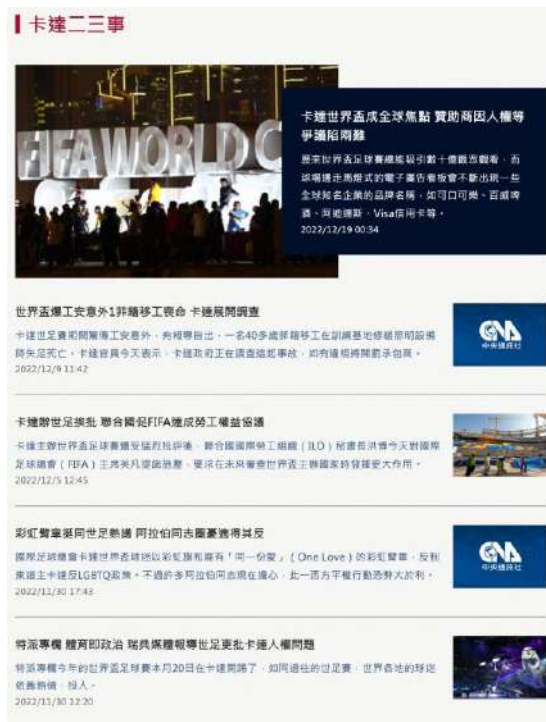 卡達二三事
FIFA WORLD C
卡達世界盃成全球焦點 贊助商因人權等
爭議陷兩難
歷來世界盃足球賽總能吸引數十億觀眾觀看，而
球場邊走馬燈式的電子廣告看板會不斷出現一些
全球知名企業的品牌名稱，如可口可樂、百威啤
酒、阿迪達斯、Visa信用卡等。
2022/12/19 00:34
世界盃爆工安意外1菲籍移工喪命 卡達展開調查
卡達世足賽期間驚傳工安意外，有報導指出，一名40多歲菲籍移工在訓練基地修繕照明設備
時失足死亡。卡達官員今天表示，卡達政府正在調查這起事故，如有違規將開罰承包商。
2022/12/9 11:42
CNA
中央通訊社
卡達辦世足挨批 聯合國促FIFA達成勞工權益協議
卡達主辦世界盃足球賽遭受猛烈批評後，聯合國國際勞工組織（ILO）秘書長洪博今天對國際
足球總會（FIFA）主席英凡提諾施壓，要求在未來審查世界盃主辦國家時發揮更大作用。
2022/12/5 12:45
彩虹臂章挺同世足熱議 阿拉伯同志圈憂適得其反
國際足球總會卡達世界盃球迷以彩虹旗和寫有「同一份愛」（One Love）的彩虹臂章，反制
東道主卡達反LGBTQ政策。不過許多阿拉伯同志現在擔心，此一西方平權行動恐弊大於利。
2022/11/30 17:43
CNA
中央通訊社
特派專欄 體育即政治 瑞典媒體報導世足更批卡達人權問題
特派專欄今年的世界盃足球賽本月20日在卡達開踢了，如同過往的世足賽，世界各地的球迷
依舊熱情，投入。
2022/11/30 12:20